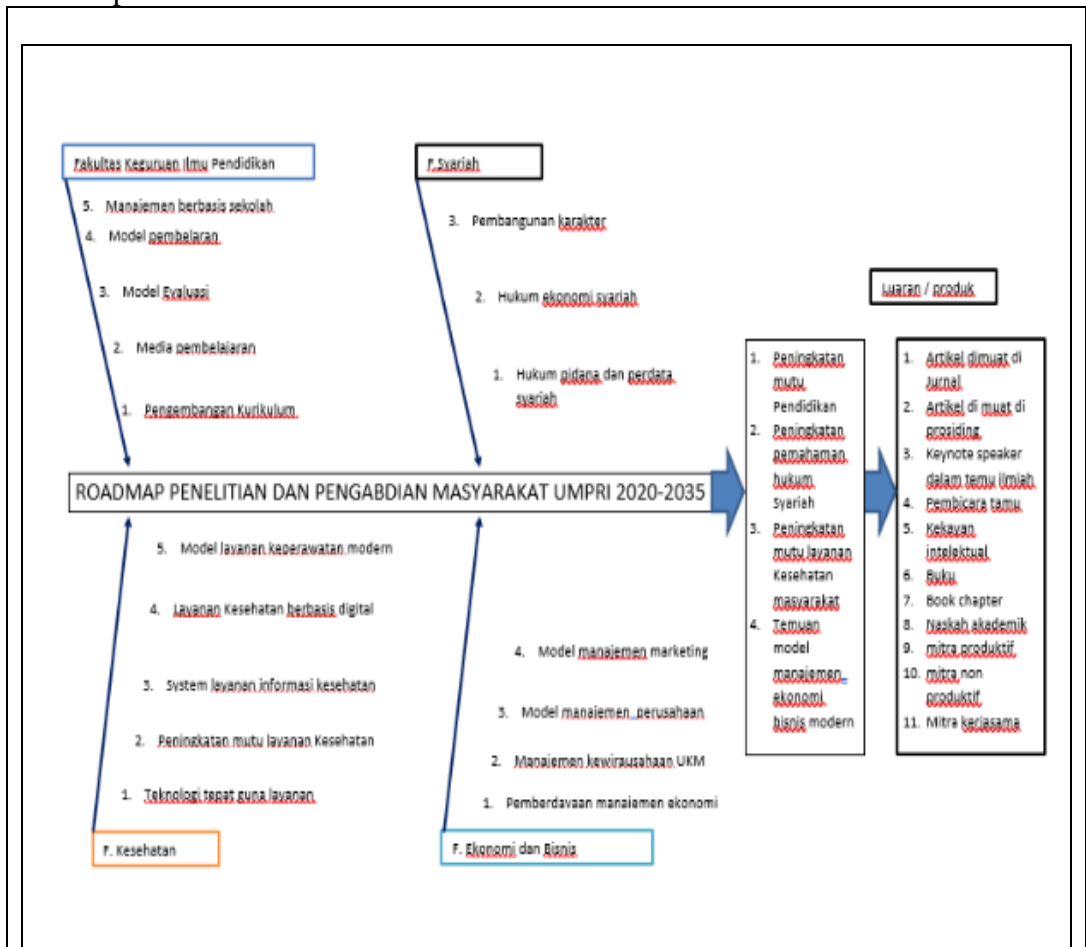 Fakultas Keguruan Ilmu Pendidikan
5. Manajemen berbasis sekolah
4. Model pembelaran
3. Model Evaluasi
2. Media pembelajaran
1. Pengembangan Kurikulum
F.Syariah
3. Pembangunan karakter
2. Hukum ekonomi syariah
1. Hukum pidana dan perdata
syariah
ROADMAP PENELITIAN DAN PENGABDIAN MASYARAKAT UMPRI 2020-2035
5. Model layanan keperawatan modern
4. Layanan Kesehatan berbasis digital
3. System layanan informasi kesehatan
2. Peningkatan mutu layanan Kesehatan
1. Teknologi tepat guna layanan
F. Kesehatan
4. Model manajemen marketing
3. Model manajemen perusahaan
2. Manajemen kewirausahaan UKM
1. Pemberdayaan manajemen ekonomi
F. Ekonomi dan Bisnis
1. Peningkatan
mutu
Pendidikan
2. Peningkatan
pemahaman
hukum
Syariah
3. Peningkatan
mutu layanan
Kesehatan
masyarakat
4. Temuan
model
manajemen
ekonomi
bisnis modern
Luaran / produk
1. Artikel dimuat di
Jurnal
2. Artikel di muat di
prosiding
3. Keynote speaker
dalam temu ilmiah
4. Pembicara tamu
5. Kekayan
intelektual
6. Buku
7. Book chapter
8. Naskah akademik
9. mitra produktif
10. mitra non
produktif
11. Mitra kerjasama